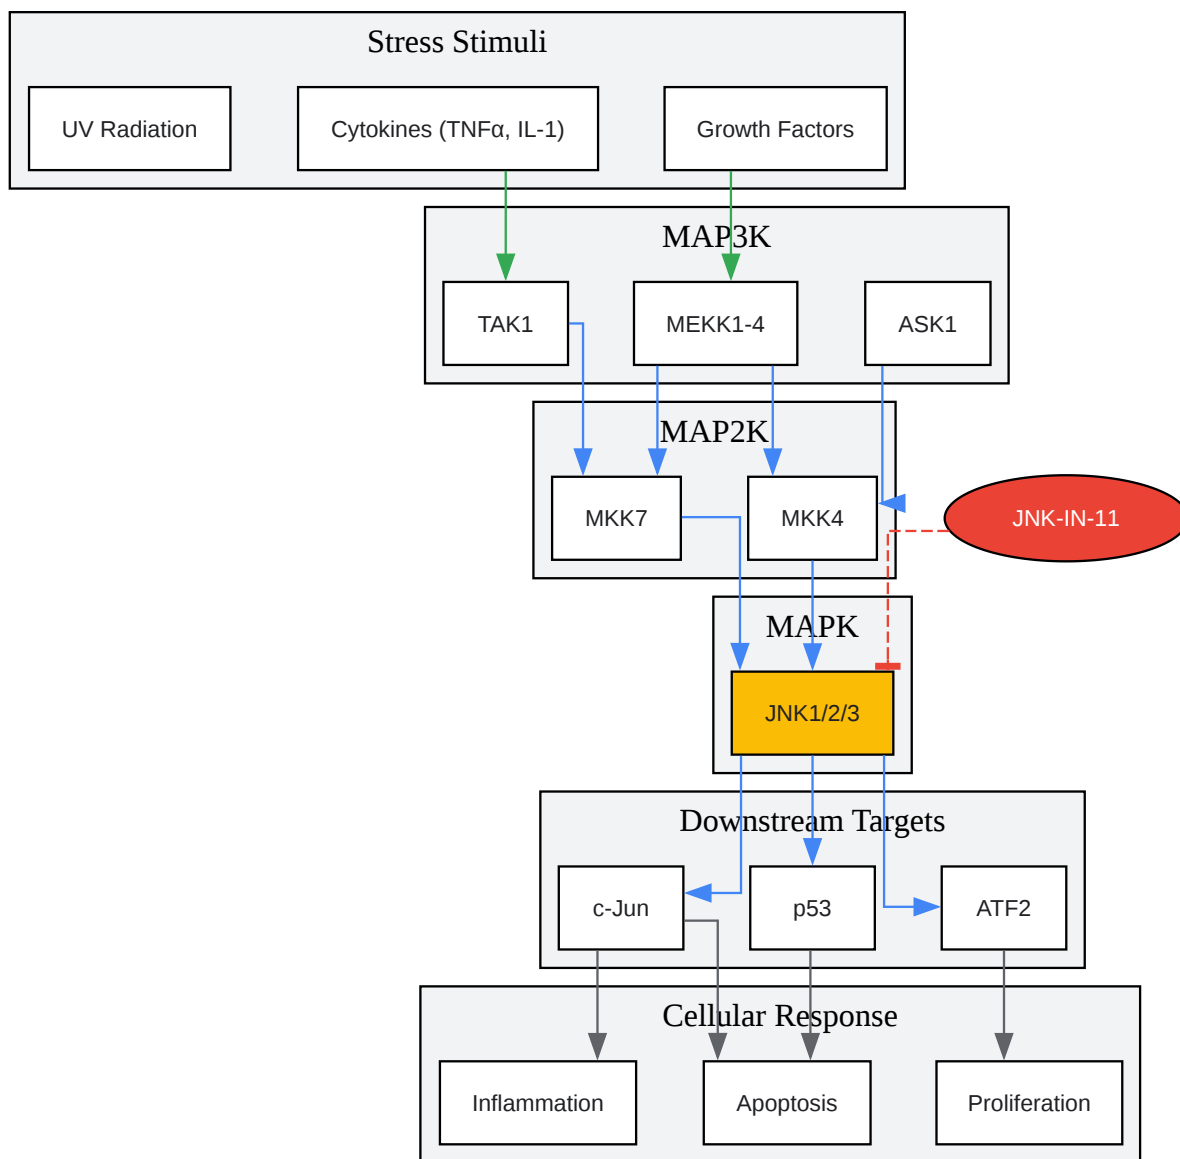 Stress Stimuli
UV Radiation
Cytokines (TNFα, IL-1)
Growth Factors
MAP3K
TAK1
MEKK1-4
ASK1
MAP2K
MKK7
MKK4
JNK-IN-11
MAPK
JNK1/2/3
Downstream Targets
c-Jun
p53
ATF2
Cellular Response
Inflammation
Apoptosis
Proliferation